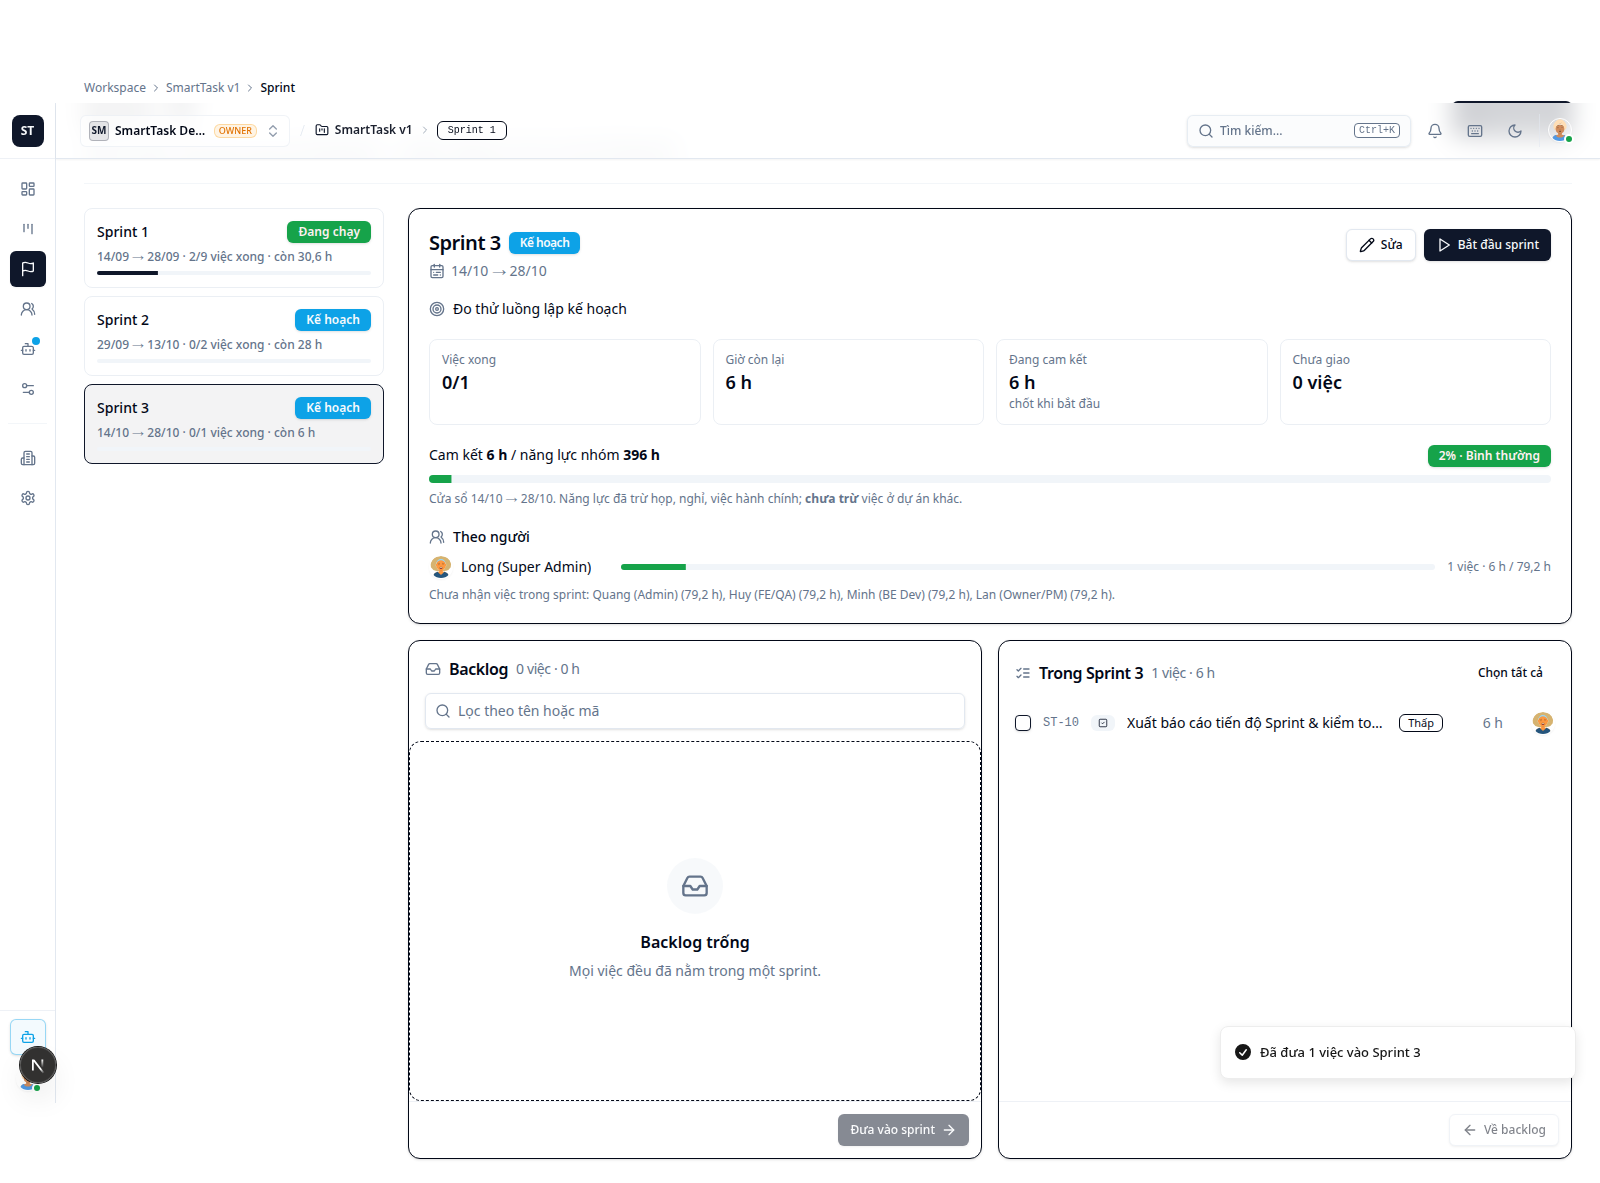 Workspace > SmartTask v1 > Sprint
ST
SM SmartTask De... OWNER / SmartTask v1 > Sprint 1
Tìm kiếm... Ctrl+K
Sprint 1 Đang chạy
14/09 → 28/09 · 2/9 việc xong · còn 30,6 h
Sprint 2 Kế hoạch
29/09 → 13/10 · 0/2 việc xong · còn 28 h
Sprint 3 Kế hoạch
14/10 → 28/10 · 0/1 việc xong · còn 6 h
Sprint 3 Kế hoạch
Sửa
Bắt đầu sprint
14/10 → 28/10
Đo thử luồng lập kế hoạch
Việc xong
0/1
Giờ còn lại
6 h
Đang cam kết
6 h
chốt khi bắt đầu
Chưa giao
0 việc
Cam kết 6 h / năng lực nhóm 396 h
2% · Bình thường
Cửa sổ 14/10 → 28/10. Năng lực đã trừ họp, nghỉ, việc hành chính; chưa trừ việc ở dự án khác.
Theo người
Long (Super Admin) 1 việc · 6 h / 79,2 h
Chưa nhận việc trong sprint: Quang (Admin) (79,2 h), Huy (FE/QA) (79,2 h), Minh (BE Dev) (79,2 h), Lan (Owner/PM) (79,2 h).
Backlog 0 việc · 0 h
Lọc theo tên hoặc mã
Backlog trống
Mọi việc đều đã nằm trong một sprint.
Đưa vào sprint →
Trong Sprint 3 1 việc · 6 h
Chọn tất cả
ST-10 Xuất báo cáo tiến độ Sprint & kiểm to... Thấp 6 h
Đã đưa 1 việc vào Sprint 3
← Về backlog
N